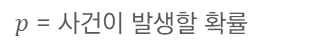 p = 사건이 발생할 확률